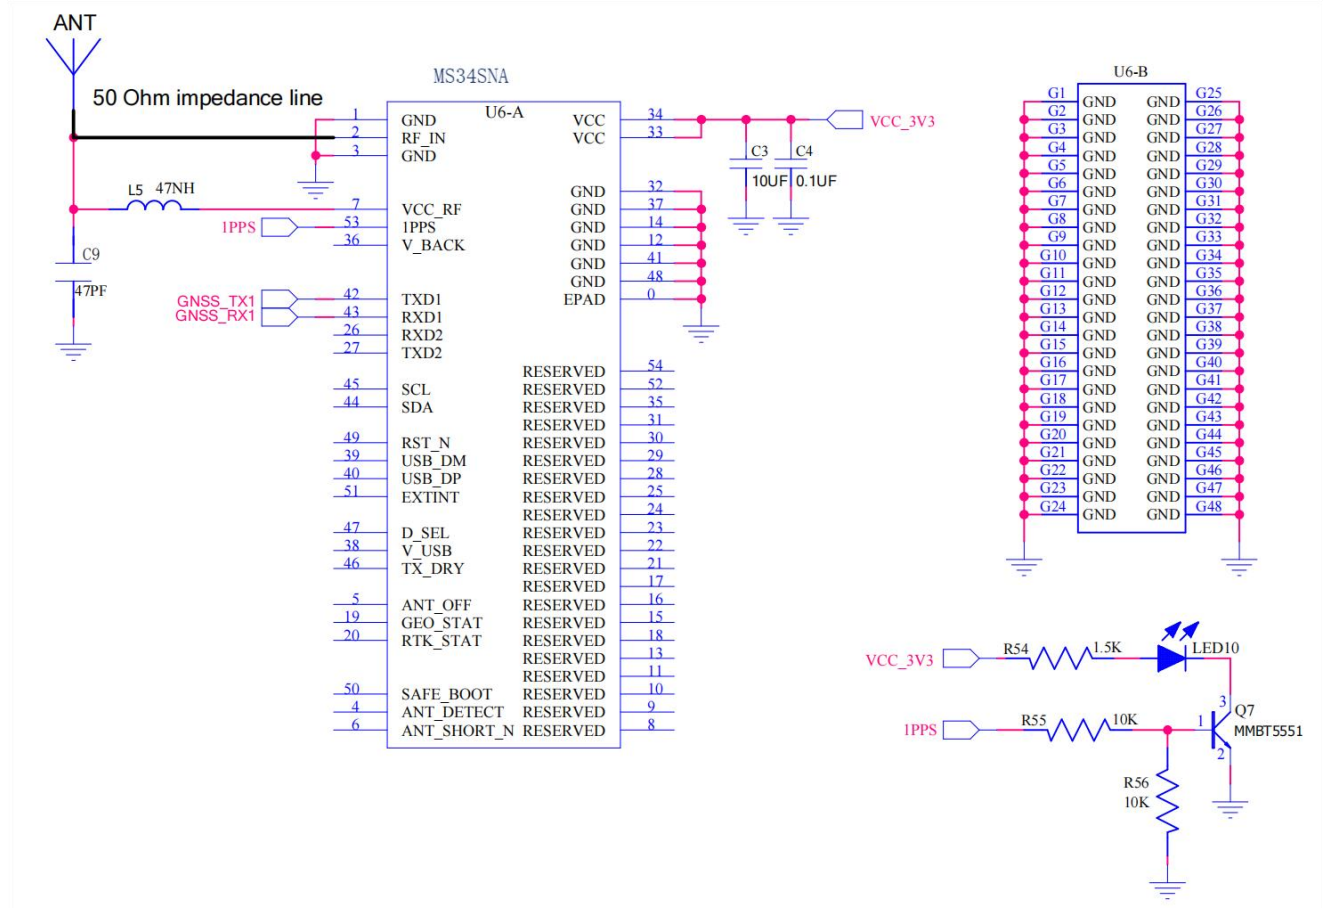 ANT
50 Ohm impedance line
MS34SNA
U6-A
1 GND VCC 34
2 RF_IN VCC 33
3 GND
VCC_3V3
C3
10UF
C4
0.1UF
L5 47NH
C9
47PF
GND 32
7 VCC_RF GND 37
1PPS 53 1PPS GND 14
36 V_BACK GND 12
GND 41
GND 48
GNSS_TX1 42 TXD1 EPAD 0
GNSS_RX1 43 RXD1
26 RXD2
27 TXD2
RESERVED 54
45 SCL RESERVED 52
44 SDA RESERVED 35
RESERVED 31
49 RST_N RESERVED 30
39 USB_DM RESERVED 29
40 USB_DP RESERVED 28
51 EXTINT RESERVED 25
RESERVED 24
47 D_SEL RESERVED 23
38 V_USB RESERVED 22
46 TX_DRY RESERVED 21
RESERVED 17
5 ANT_OFF RESERVED 16
19 GEO_STAT RESERVED 15
20 RTK_STAT RESERVED 18
RESERVED 13
RESERVED 11
50 SAFE_BOOT RESERVED 10
4 ANT_DETECT RESERVED 9
6 ANT_SHORT_N RESERVED 8
U6-B
G1 GND GND G25
G2 GND GND G26
G3 GND GND G27
G4 GND GND G28
G5 GND GND G29
G6 GND GND G30
G7 GND GND G31
G8 GND GND G32
G9 GND GND G33
G10 GND GND G34
G11 GND GND G35
G12 GND GND G36
G13 GND GND G37
G14 GND GND G38
G15 GND GND G39
G16 GND GND G40
G17 GND GND G41
G18 GND GND G42
G19 GND GND G43
G20 GND GND G44
G21 GND GND G45
G22 GND GND G46
G23 GND GND G47
G24 GND GND G48
VCC_3V3 R54 1.5K LED10
1PPS R55 10K 1
3
2
Q7
MMBT5551
R56
10K